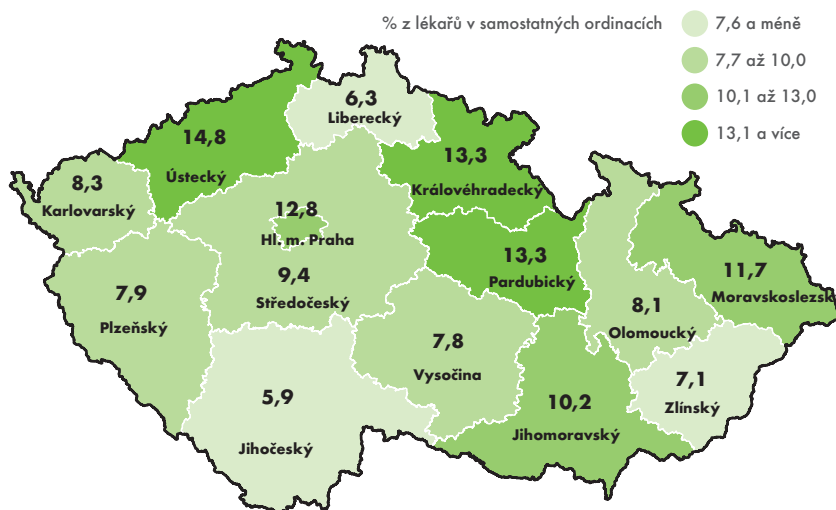 % z lékařů v samostatných ordinacích
7,6 a méně
7,7 až 10,0
10,1 až 13,0
13,1 a více
6,3
Liberecký
14,8
Ústecký
13,3
Královéhradecký
8,3
Karlovarský
12,8
Hl. m. Praha
13,3
Pardubický
11,7
Moravskoslezsk
9,4
Středočeský
7,9
Plzeňský
8,1
Olomoucký
7,8
Vysočina
7,1
Zlínský
5,9
Jihočeský
10,2
Jihomoravský